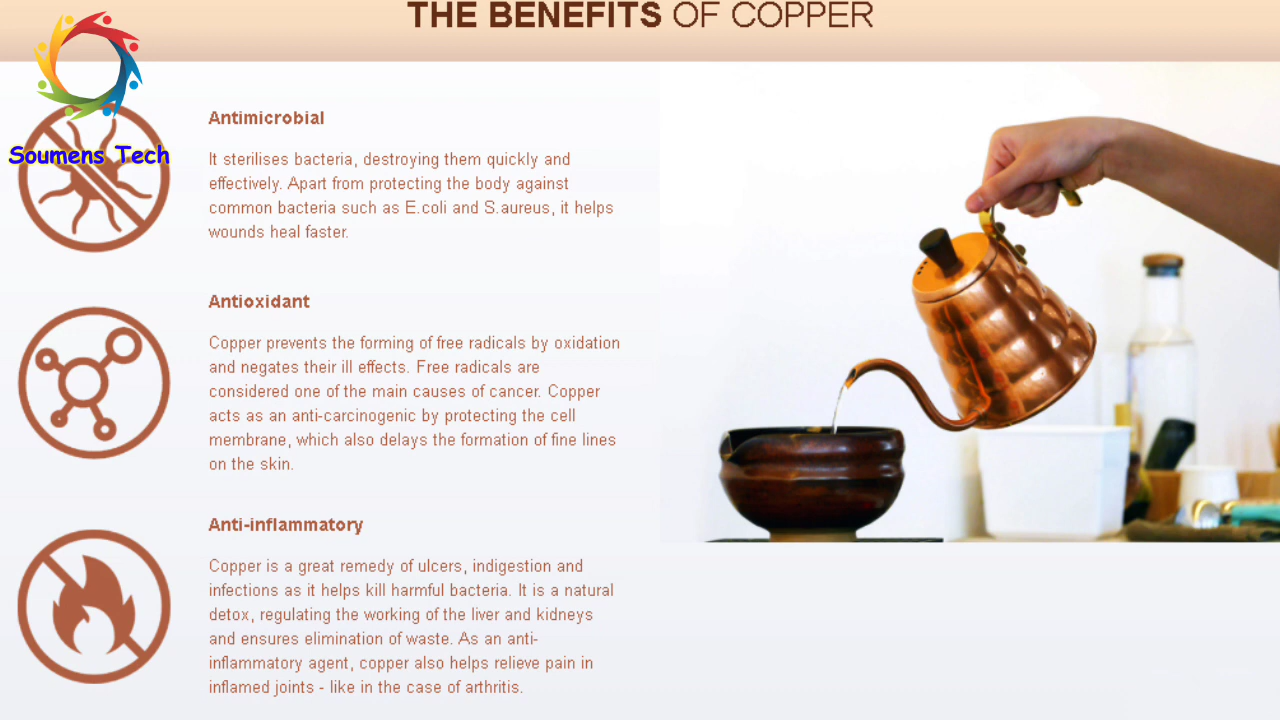 THE BENEFITS OF COPPER
Soumens Tech
Antimicrobial
It sterilises bacteria, destroying them quickly and
effectively. Apart from protecting the body against
common bacteria such as E.coli and S.aureus, it helps
wounds heal faster.
Antioxidant
Copper prevents the forming of free radicals by oxidation
and negates their ill effects. Free radicals are
considered one of the main causes of cancer. Copper
acts as an anti-carcinogenic by protecting the cell
membrane, which also delays the formation of fine lines
on the skin.
Anti-inflammatory
Copper is a great remedy of ulcers, indigestion and
infections as it helps kill harmful bacteria. It is a natural
detox, regulating the working of the liver and kidneys
and ensures elimination of waste. As an anti-
inflammatory agent, copper also helps relieve pain in
inflamed joints - like in the case of arthritis.